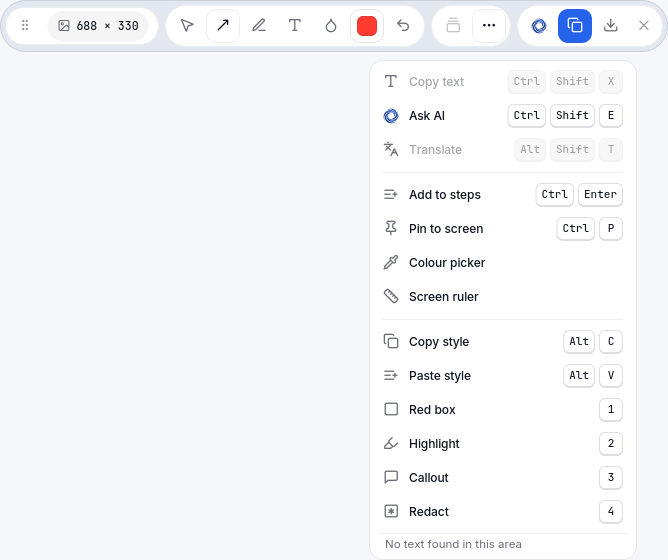 688 × 330
Copy text Ctrl Shift X
Ask AI Ctrl Shift E
Translate Alt Shift T
Add to steps Ctrl Enter
Pin to screen Ctrl P
Colour picker
Screen ruler
Copy style Alt C
Paste style Alt V
Red box 1
Highlight 2
Callout 3
Redact 4
No text found in this area